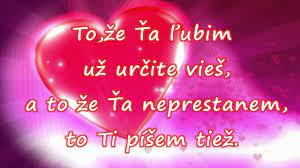 To,že Ťa ľubim
už určite vieš,
a to že Ťa neprestanem,
to Ti píšem tiež.